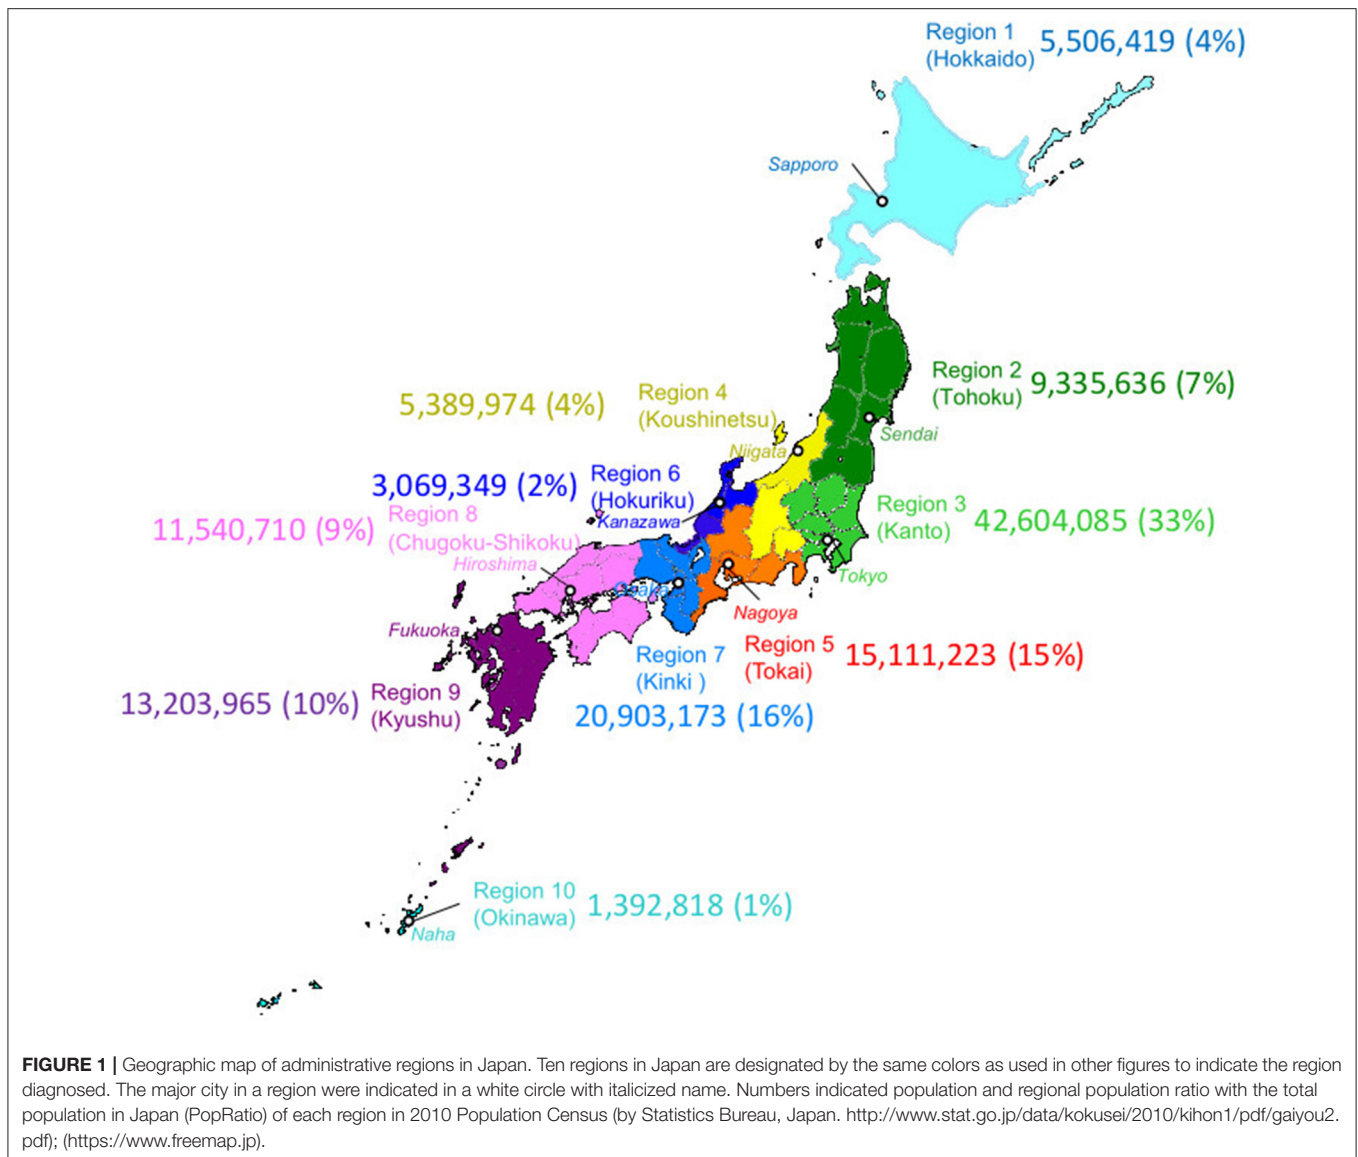 Region 1
(Hokkaido)
5,506,419 (4%)
Sapporo
Region 2
(Tohoku)
9,335,636 (7%)
Sendai
Region 4
(Koushinetsu)
5,389,974 (4%)
Niigata
Region 6
(Hokuriku)
3,069,349 (2%)
Kanazawa
Region 3
(Kanto)
42,604,085 (33%)
Tokyo
Region 8
(Chugoku-Shikoku)
11,540,710 (9%)
Hiroshima
Osaka
Nagoya
Fukuoka
Region 5
(Tokai)
15,111,223 (15%)
Region 7
(Kinki )
20,903,173 (16%)
Region 9
(Kyushu)
13,203,965 (10%)
Region 10
(Okinawa)
1,392,818 (1%)
Naha
FIGURE 1 | Geographic map of administrative regions in Japan. Ten regions in Japan are designated by the same colors as used in other figures to indicate the region
diagnosed. The major city in a region were indicated in a white circle with italicized name. Numbers indicated population and regional population ratio with the total
population in Japan (PopRatio) of each region in 2010 Population Census (by Statistics Bureau, Japan. http://www.stat.go.jp/data/kokusei/2010/kihon1/pdf/gaiyou2.
pdf); (https://www.freemap.jp).